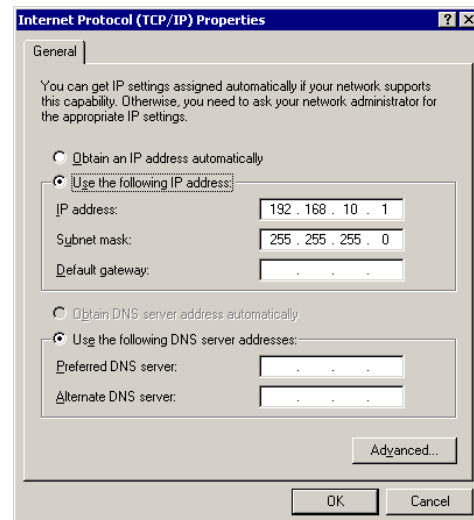 Internet Protocol (TCP/IP) Properties
General
You can get IP settings assigned automatically if your network supports
this capability. Otherwise, you need to ask your network administrator for
the appropriate IP settings.
Obtain an IP address automatically
Use the following IP address:
IP address: 192 . 168 . 10 . 1
Subnet mask: 255 . 255 . 255 . 0
Default gateway: . . .
Obtain DNS server address automatically
Use the following DNS server addresses:
Preferred DNS server: . . .
Alternate DNS server: . . .
Advanced...
OK Cancel